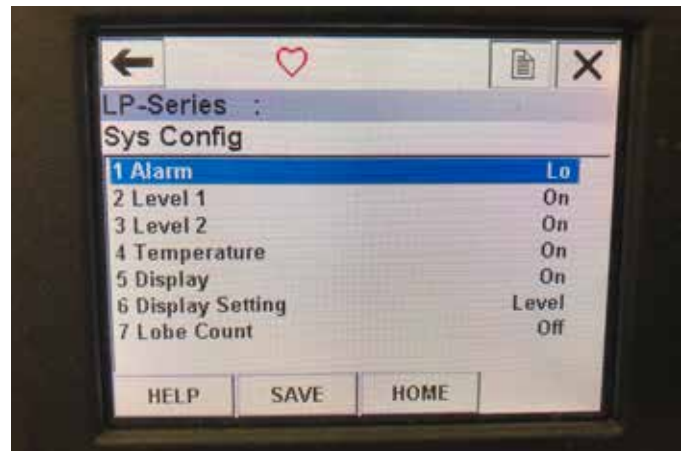 LP-Series :
Sys Config
1 Alarm Lo
2 Level 1 On
3 Level 2 On
4 Temperature On
5 Display On
6 Display Setting Level
7 Lobe Count Off
HELP SAVE HOME